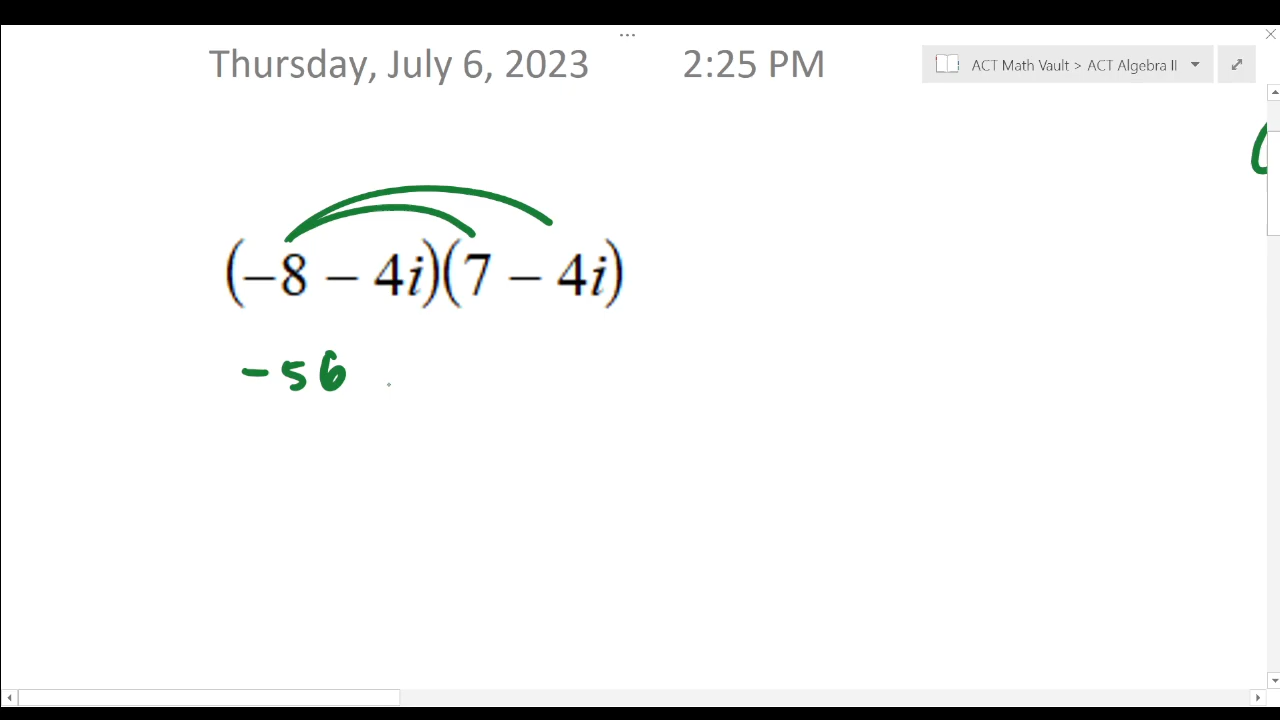 Thursday, July 6, 2023 2:25 PM
ACT Math Vault > ACT Algebra II
(−8 − 4i)(7 − 4i)
-56